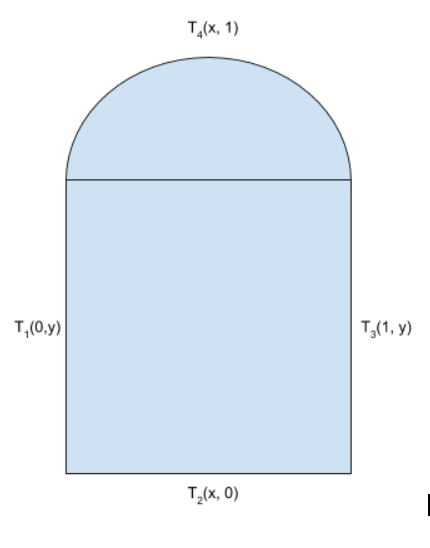 T₄(x, 1)
T₁(0,y)
T₃(1, y)
T₂(x, 0)